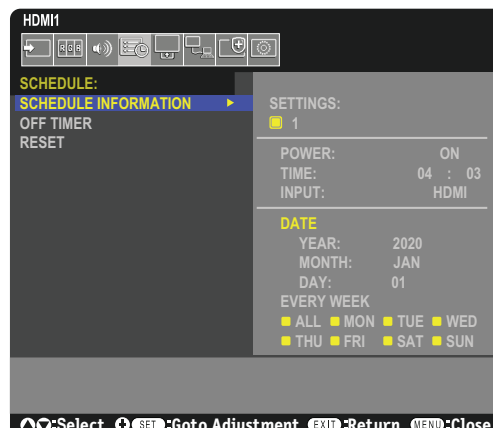 HDMI1
R G B
SCHEDULE:
SCHEDULE INFORMATION
OFF TIMER
RESET
SETTINGS:
1
POWER: ON
TIME: 04 : 03
INPUT: HDMI
DATE
YEAR: 2020
MONTH: JAN
DAY: 01
EVERY WEEK
ALL MON TUE WED
THU FRI SAT SUN
:Select SET :Goto Adjustment EXIT :Return MENU :Close